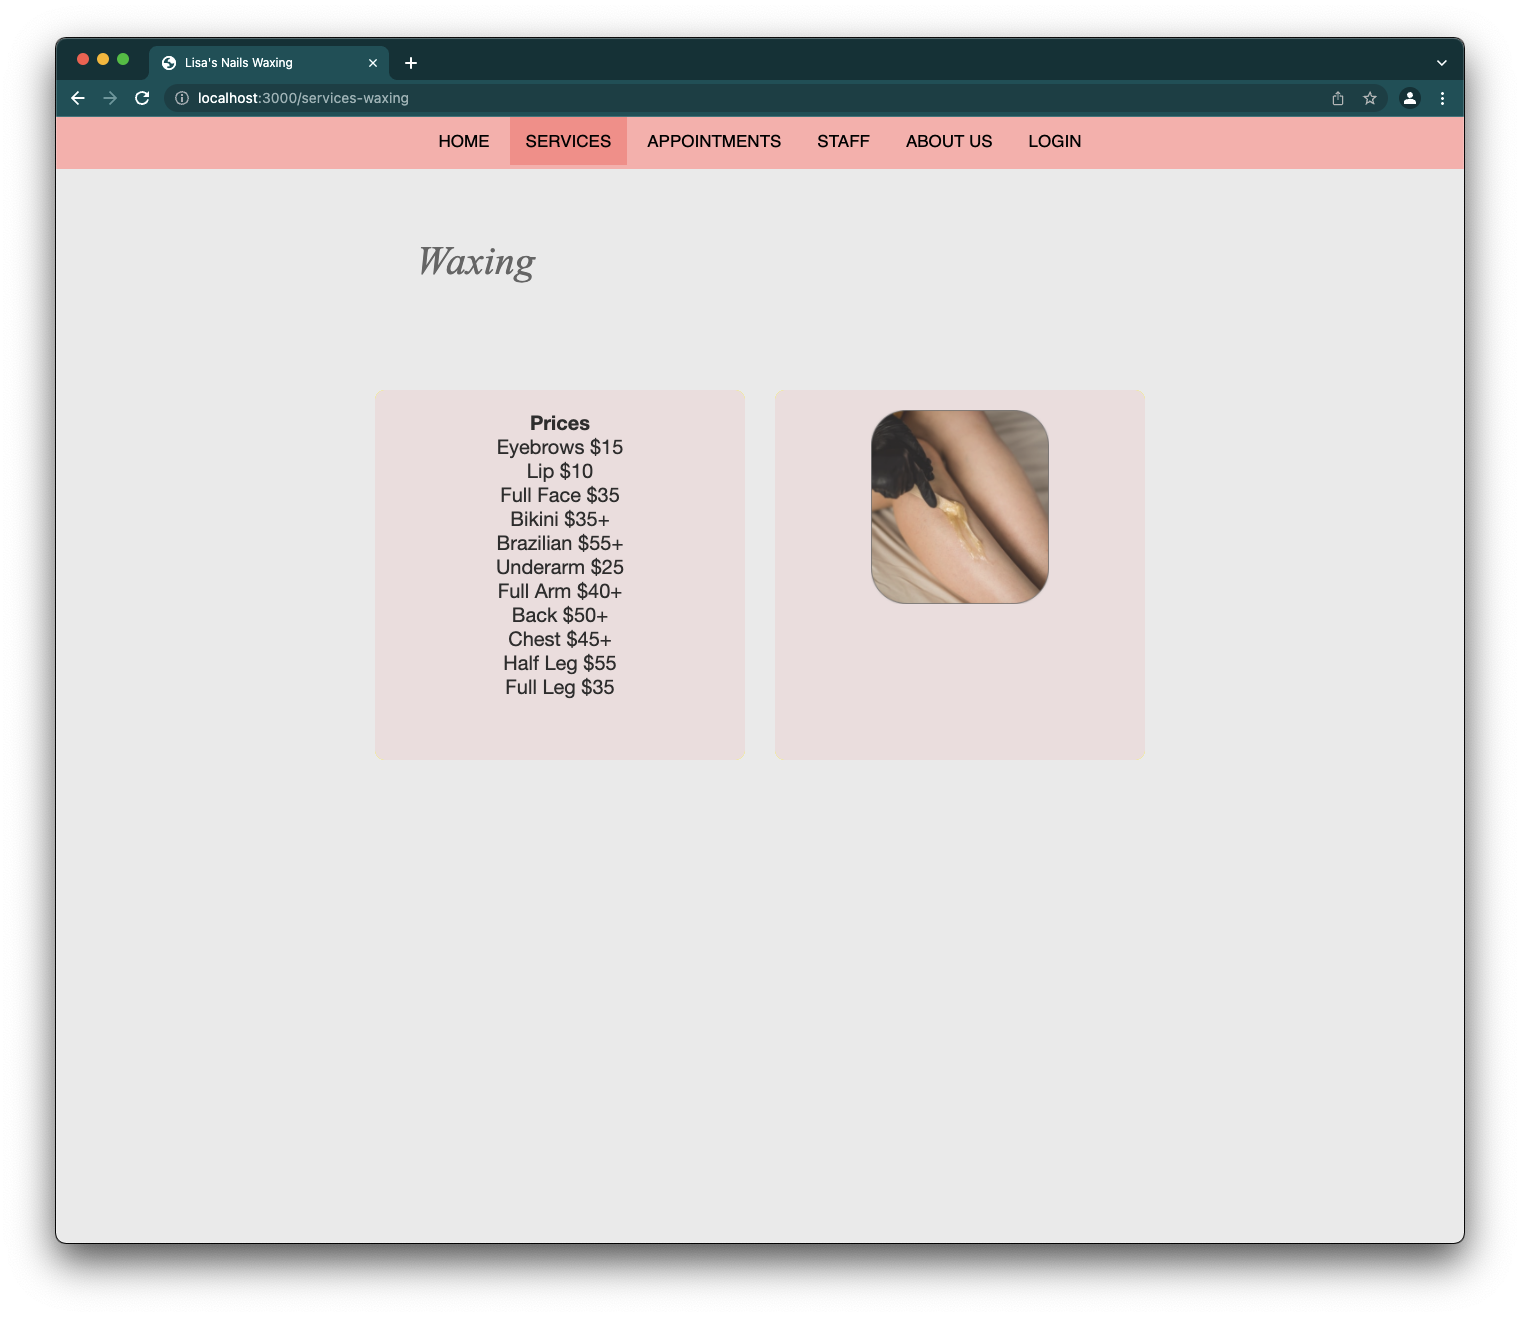 Lisa's Nails Waxing
localhost:3000/services-waxing
HOME SERVICES APPOINTMENTS STAFF ABOUT US LOGIN
Waxing
Prices
Eyebrows $15
Lip $10
Full Face $35
Bikini $35+
Brazilian $55+
Underarm $25
Full Arm $40+
Back $50+
Chest $45+
Half Leg $55
Full Leg $35